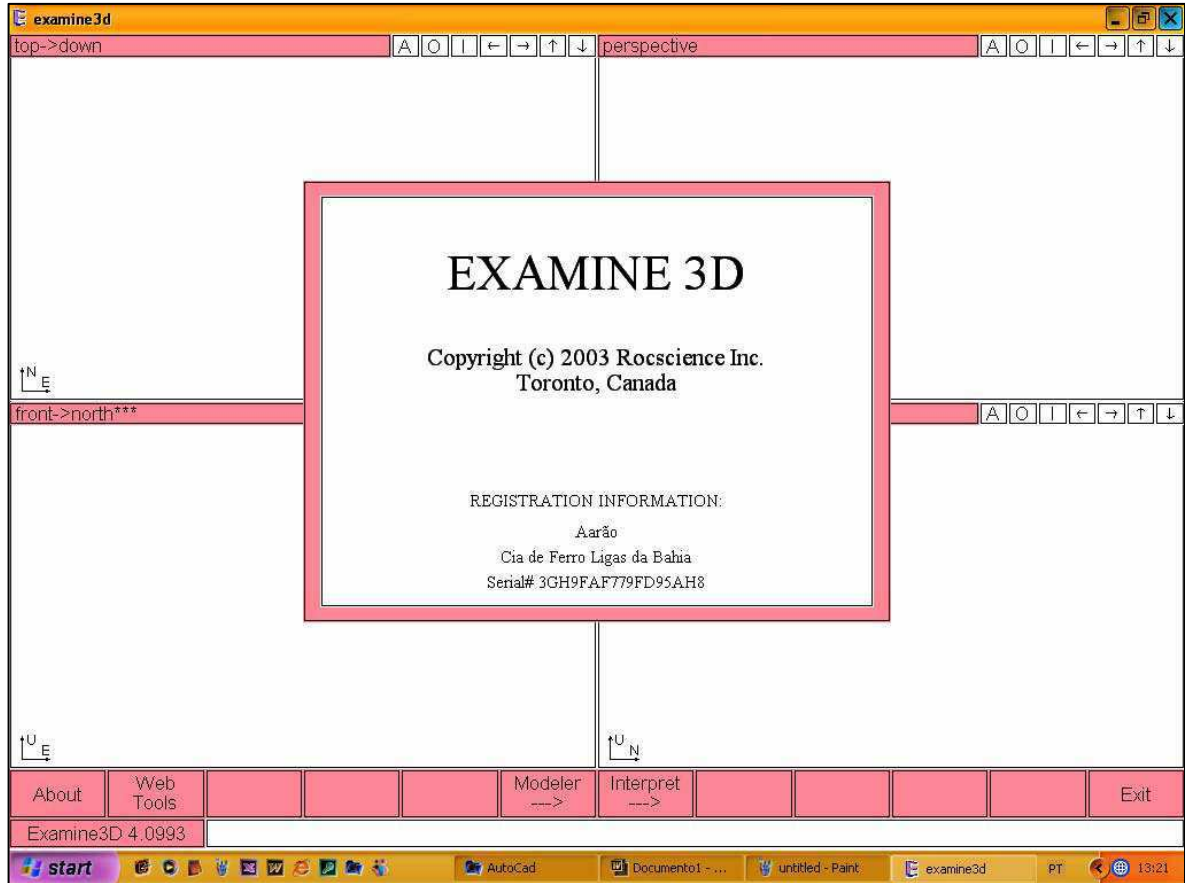 examine3d
top->down A O I ← → ↑ ↓ perspective A O I ← → ↑ ↓
EXAMINE 3D
Copyright (c) 2003 Rocscience Inc.
Toronto, Canada
N
E
front->north*** A O I ← → ↑ ↓
REGISTRATION INFORMATION:
Aarão
Cia de Ferro Ligas da Bahia
Serial# 3GH9FAF779FD95AH8
U
E
U
N
About Web Tools Modeler ---> Interpret ---> Exit
Examine3D 4.0993
start AutoCad Documento1 - ... untitled - Paint examine3d PT 13:21